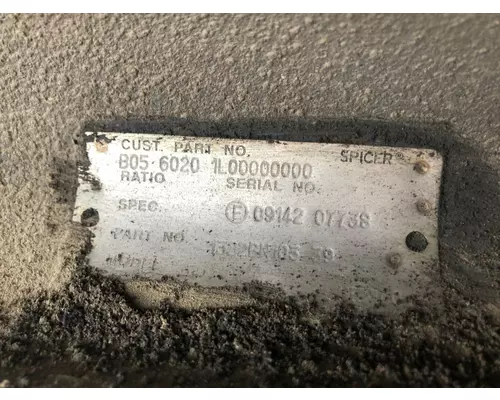 CUST. PART NO. SPICER®
B05-6020 1L00000000
RATIO SERIAL NO.
SPEC. F 09142 07738
PART NO.